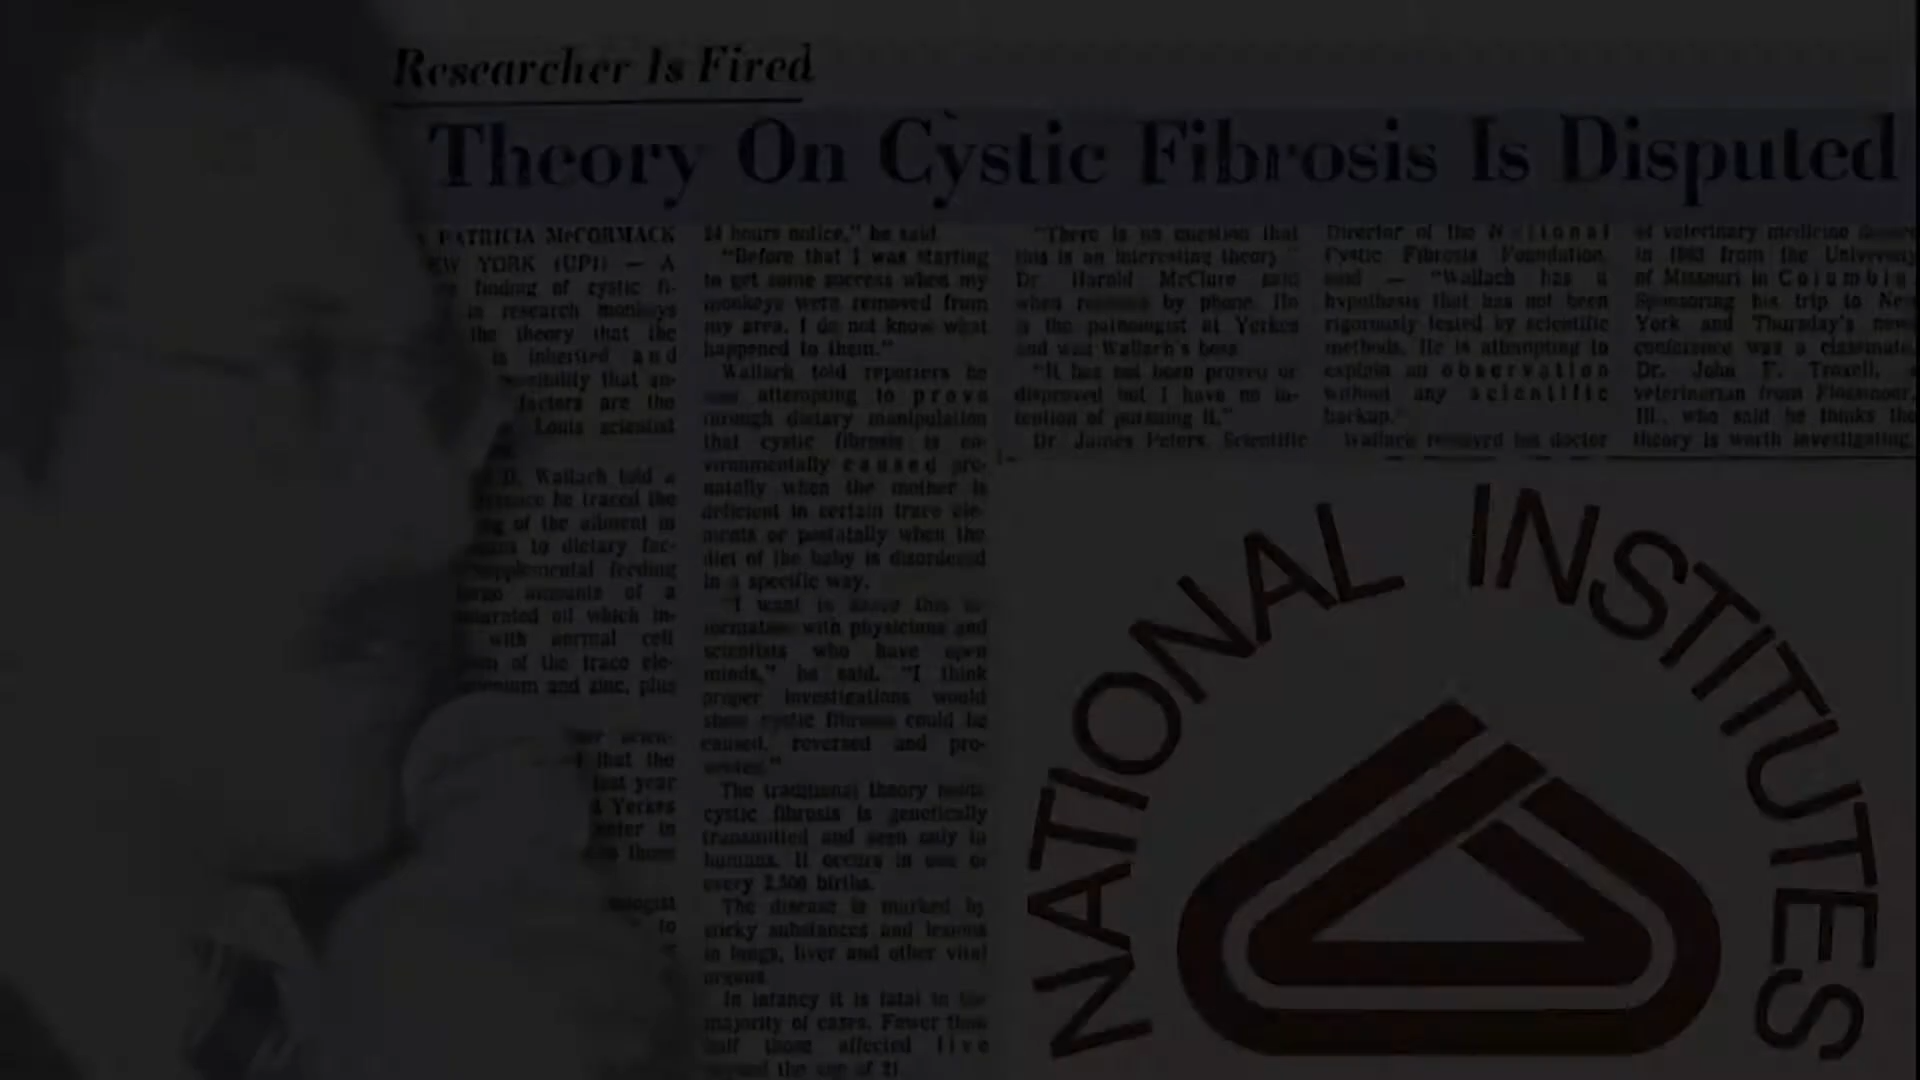 Researcher Is Fired
Theory On Cystic Fibrosis Is Disputed
PATRICIA McCORMACK
YORK (UPI) — A
finding of cystic fi-
in research monkeys
the theory that the
is inherited and
possibility that
factors are the
Louis scientist
Wallach told a
he traced the
of the ailment in
to dietary fac-
supplemental feeding
amounts of a
oil which in-
with normal cell
of the trace ele-
and zinc, plus
that the
last year
Yerkes
in
those
to
24 hours notice," he said.
"Before that I was starting
to get some success when my
monkeys were removed from
my area. I do not know what
happened to them."
Wallach told reporters he
was attempting to prove
through dietary manipulation
that cystic fibrosis is en-
vironmentally caused pre-
natally when the mother is
deficient in certain trace ele-
ments or postatally when the
diet of the baby is disordered
in a specific way.
"I want to share this in-
formation with physicians and
scientists who have open
minds," he said. "I think
proper investigations would
show cystic fibrosis could be
caused, reversed and pre-
The traditional theory holds
cystic fibrosis is genetically
transmitted and seen only in
humans. It occurs in one of
every 2,500 births.
The disease is marked by
sticky substances and lesions
in lungs, liver and other vital
organs.
In infancy it is fatal in the
majority of cases. Fewer than
half those affected live
beyond the age of 21.
"There is no question that
this is an interesting theory,"
Dr. Harold McClure said
when reached by phone. He
is the pathologist at Yerkes
and was Wallach's boss.
"It has not been proved or
disproved but I have no in-
tention of pursuing it."
Dr. James Peters, Scientific
Director of the National
Cystic Fibrosis Foundation,
said — "Wallach has a
hypothesis that has not been
rigorously tested by scientific
methods. He is attempting to
explain an observation
without any scientific
backup."
Wallach received his doctor
of veterinary medicine degree
in from the University
of Missouri in Columbia.
Sponsoring his trip to New
York and Thursday's news
conference was a classmate,
Dr. John F. Troxell, a
veterinarian from Flossmoor,
Ill., who said he thinks the
theory is worth investigating.
NATIONAL INSTITUTES